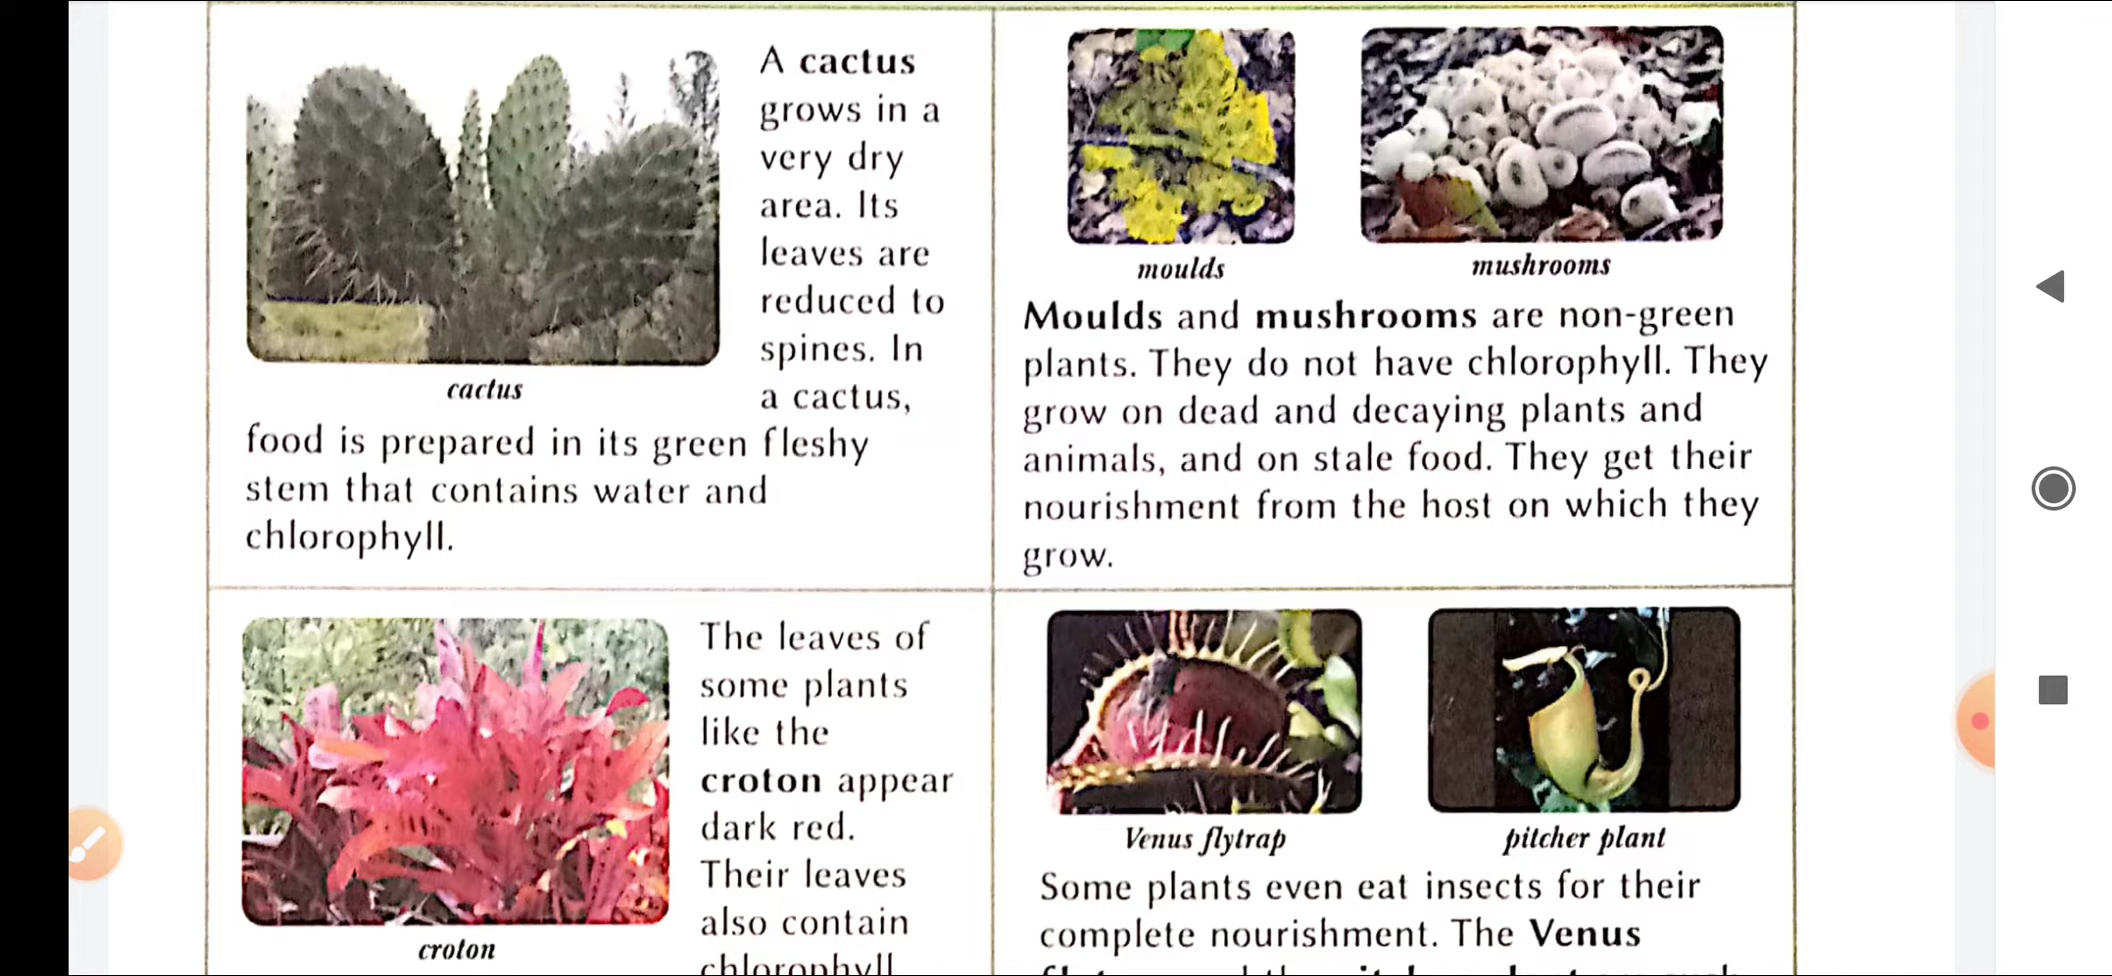 A cactus
grows in a
very dry
area. Its
leaves are
reduced to
spines. In
a cactus,
cactus
food is prepared in its green fleshy
stem that contains water and
chlorophyll.
moulds
mushrooms
Moulds and mushrooms are non-green
plants. They do not have chlorophyll. They
grow on dead and decaying plants and
animals, and on stale food. They get their
nourishment from the host on which they
grow.
The leaves of
some plants
like the
croton appear
dark red.
Their leaves
also contain
chlorophyll
croton
Venus flytrap
pitcher plant
Some plants even eat insects for their
complete nourishment. The Venus